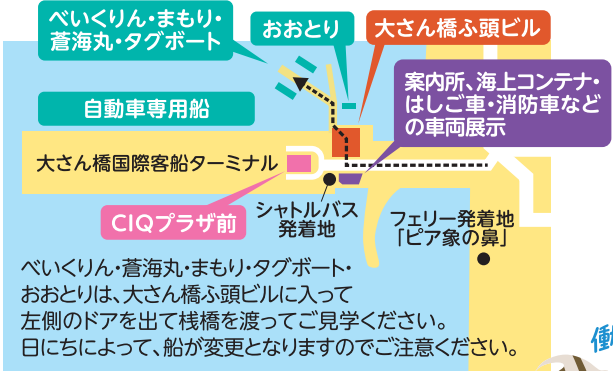 べいくりん・まもり・
蒼海丸・タグボート
おおとり
大さん橋ふ頭ビル
案内所、海上コンテナ・
はしご車・消防車など
の車両展示
自動車専用船
大さん橋国際客船ターミナル
CIQプラザ前
シャトルバス
発着地
フェリー発着地
「ピア象の鼻」
べいくりん・蒼海丸・まもり・タグボート・
おおとりは、大さん橋ふ頭ビルに入って
左側のドアを出て桟橋を渡ってご見学ください。
日にちによって、船が変更となりますのでご注意ください。
働